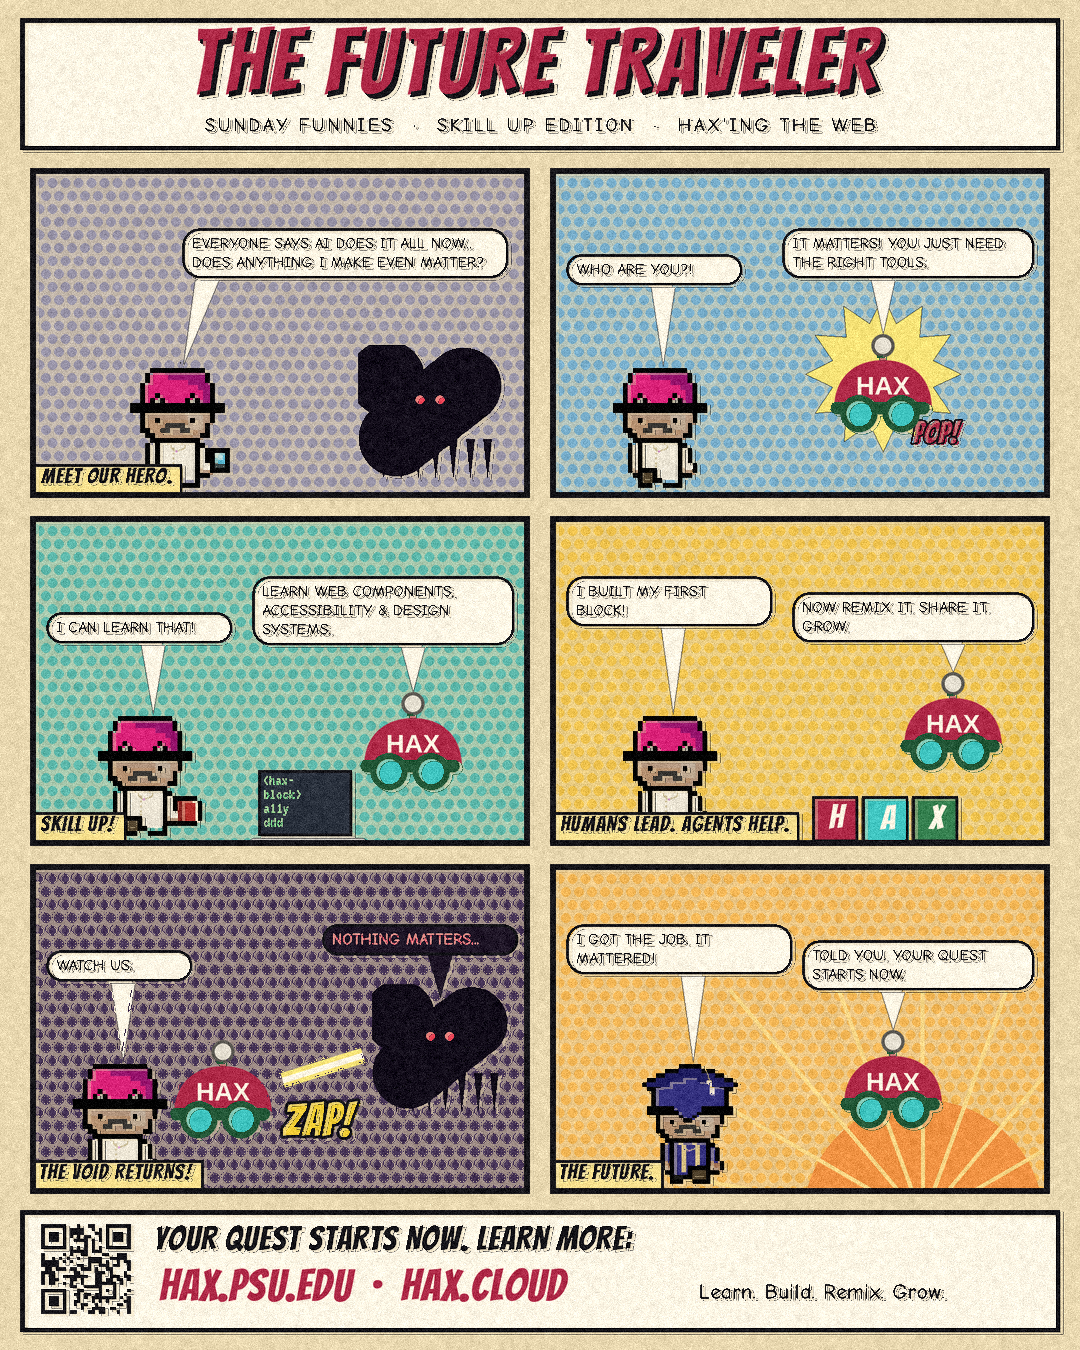 THE FUTURE TRAVELER
SUNDAY FUNNIES · SKILL UP EDITION · HAX'ING THE WEB
EVERYONE SAYS AI DOES IT ALL NOW.
DOES ANYTHING I MAKE EVEN MATTER?
MEET OUR HERO.
WHO ARE YOU?!
IT MATTERS! YOU JUST NEED
THE RIGHT TOOLS.
HAX
POP!
I CAN LEARN THAT!
LEARN WEB COMPONENTS,
ACCESSIBILITY & DESIGN
SYSTEMS.
HAX
<hax-
block>
a11y
ddd
SKILL UP!
I BUILT MY FIRST
BLOCK!
NOW REMIX IT. SHARE IT.
GROW.
HAX
HUMANS LEAD. AGENTS HELP.
H A X
NOTHING MATTERS...
WATCH US.
HAX
ZAP!
THE VOID RETURNS!
I GOT THE JOB. IT
MATTERED!
TOLD YOU. YOUR QUEST
STARTS NOW.
HAX
THE FUTURE.
YOUR QUEST STARTS NOW. LEARN MORE:
HAX.PSU.EDU • HAX.CLOUD
Learn. Build. Remix. Grow.